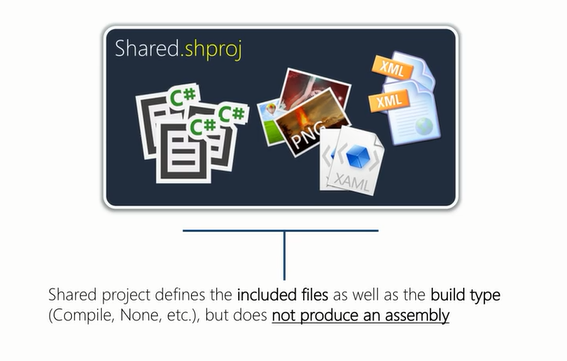 Shared.shproj
C#
C#
C#
PNG
XAML
XML
XML
Shared project defines the included files as well as the build type
(Compile, None, etc.), but does not produce an assembly